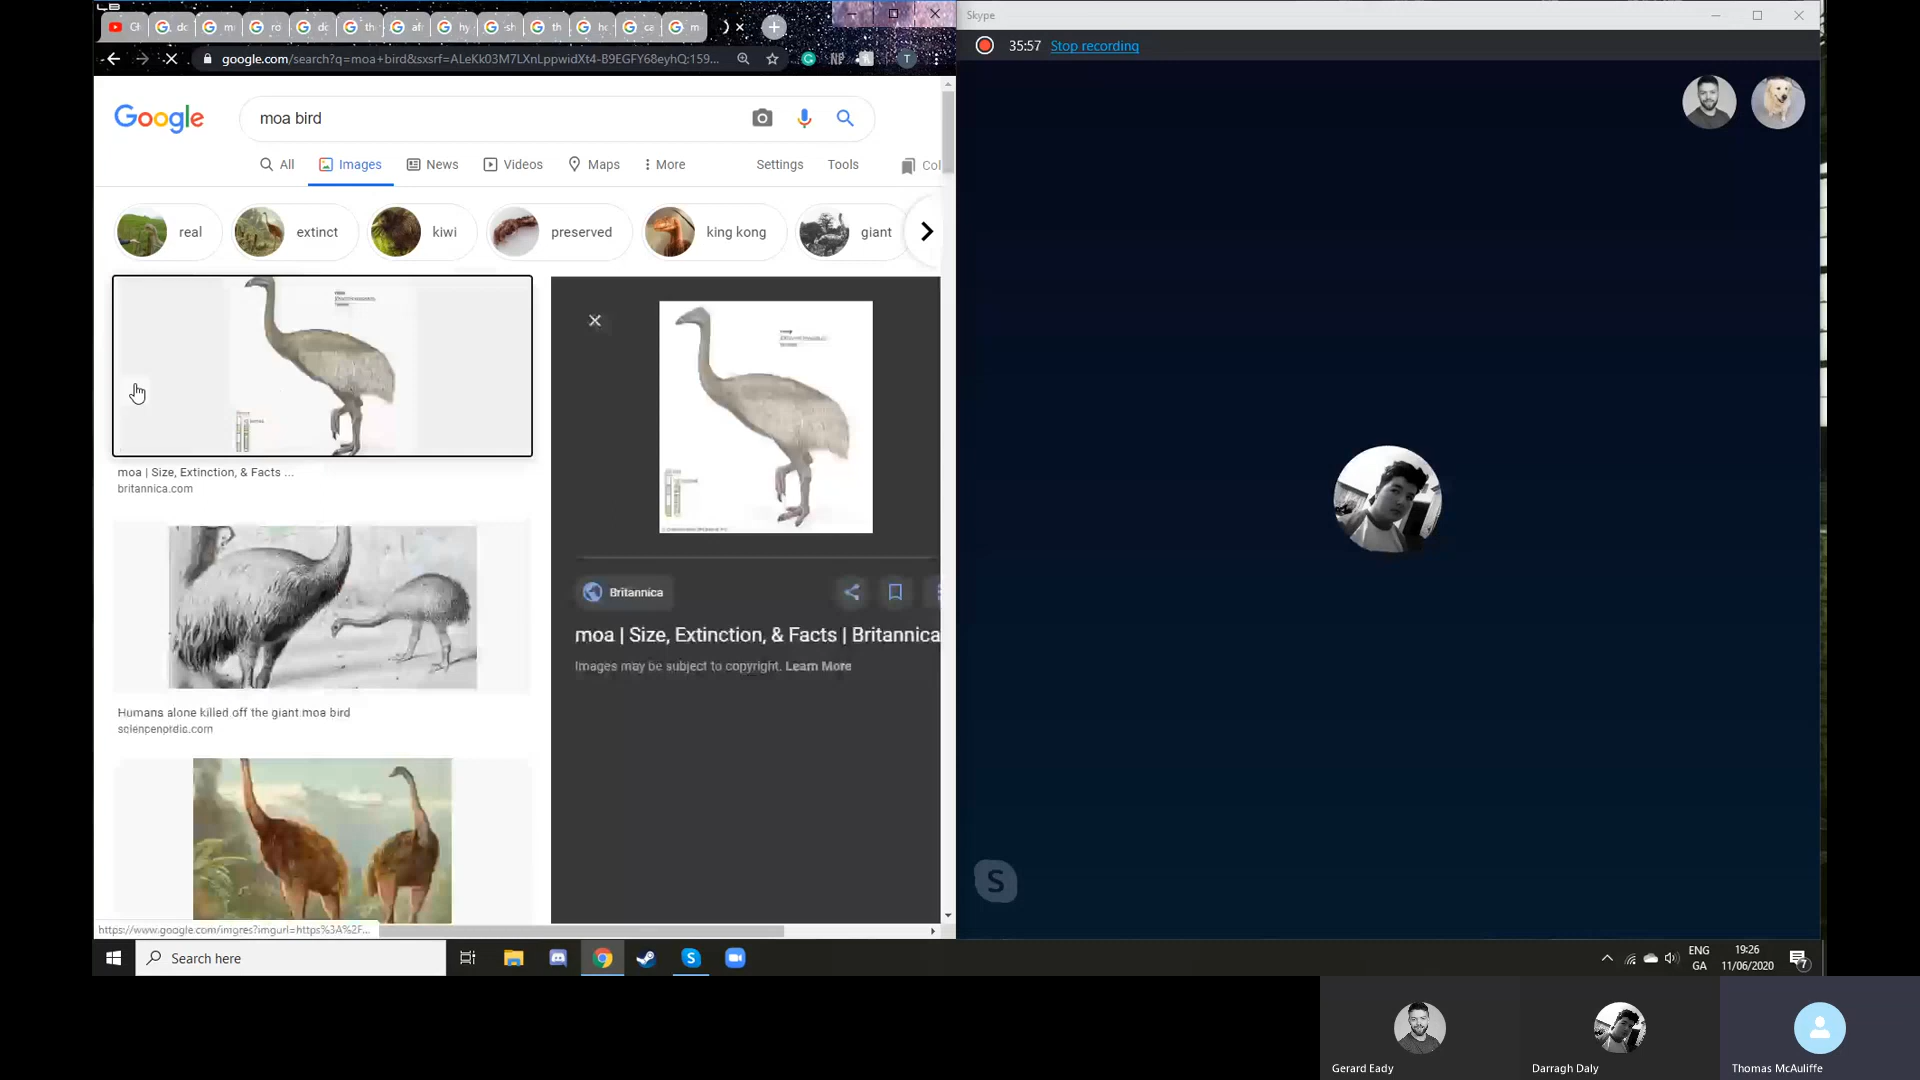 Skype
google.com/search?q=moa+bird&sxsrf=ALeKk03M7LXnLppwidXt4-B9EGFY68eyhQ:159...
NP
T
35:57 Stop recording
Google
moa bird
All Images News Videos Maps More Settings Tools Col
real extinct kiwi preserved king kong giant
moa | Size, Extinction, & Facts ...
britannica.com
Britannica
moa | Size, Extinction, & Facts | Britannica
Images may be subject to copyright. Learn More
Humans alone killed off the giant moa bird
sciencenordic.com
https://www.google.com/imgres?imgurl=https%3A%2F...
S
Search here
ENG
GA
19:26
11/06/2020
7
Gerard Eady
Darragh Daly
Thomas McAuliffe